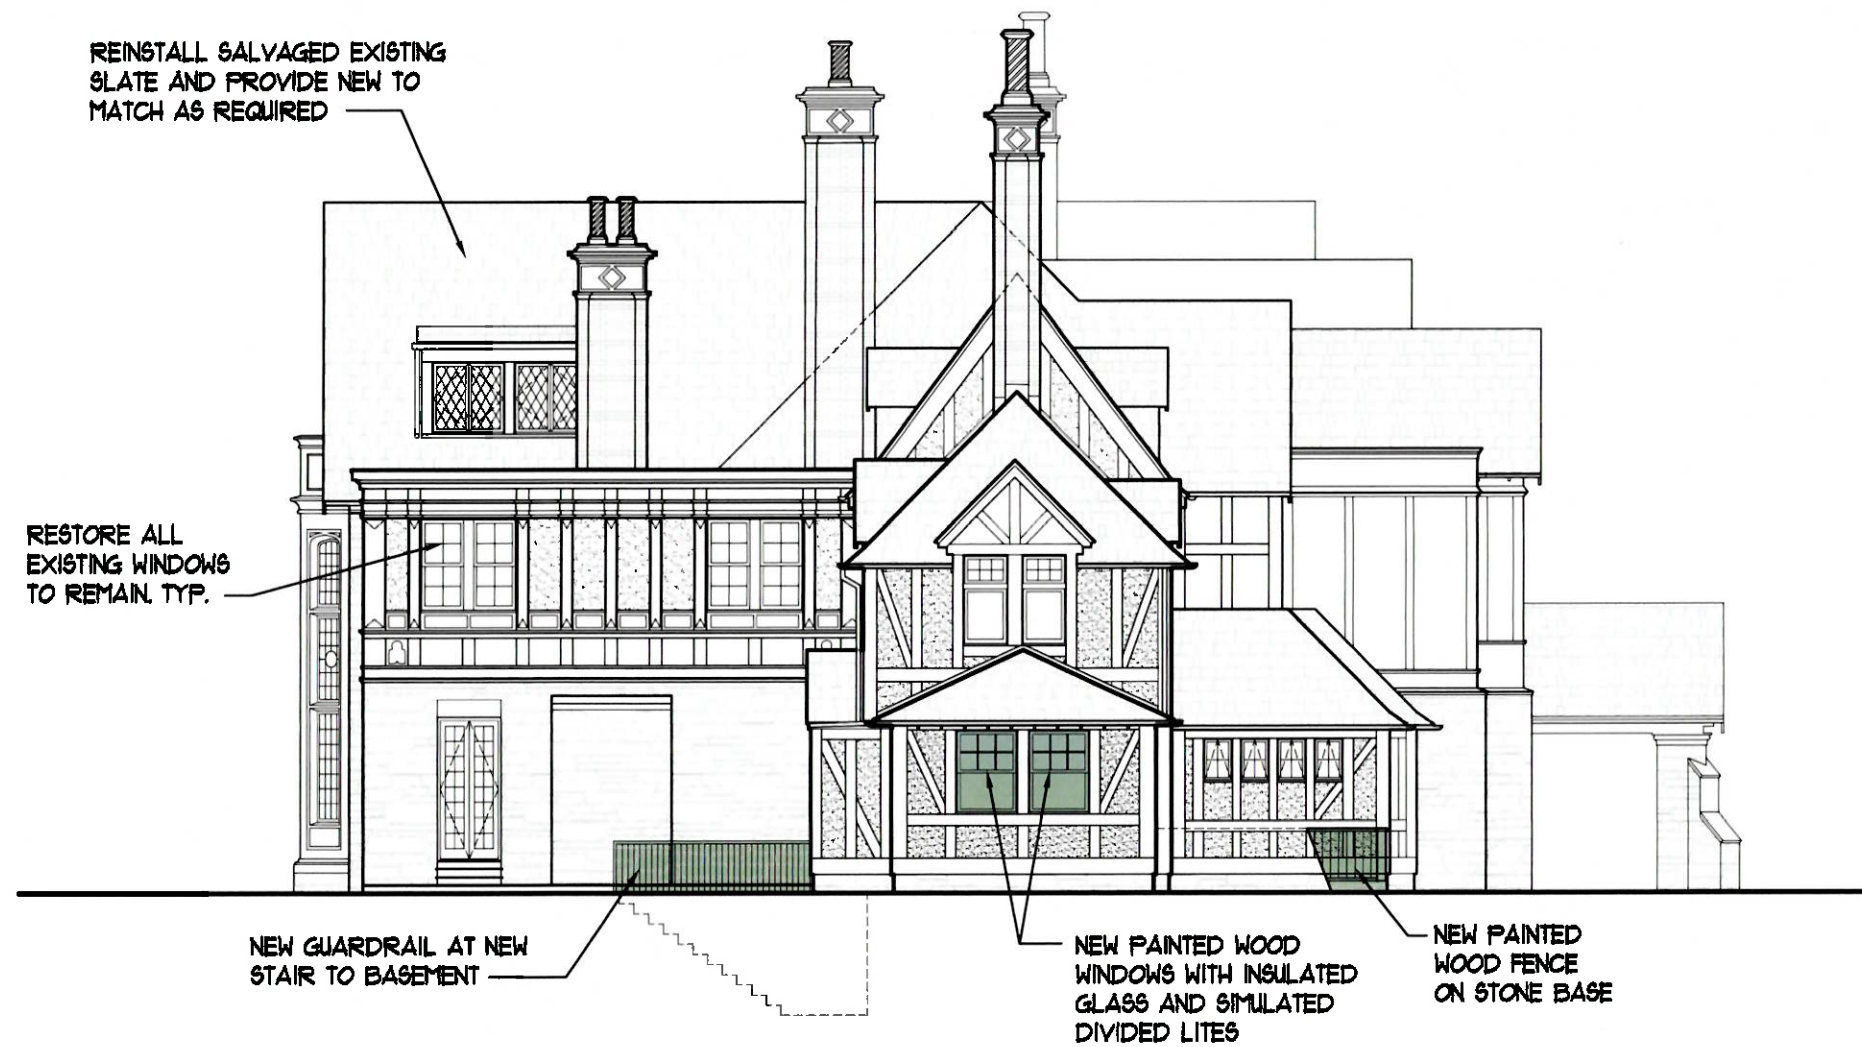 REINSTALL SALVAGED EXISTING
SLATE AND PROVIDE NEW TO
MATCH AS REQUIRED
RESTORE ALL
EXISTING WINDOWS
TO REMAIN. TYP.
NEW GUARDRAIL AT NEW
STAIR TO BASEMENT
NEW PAINTED WOOD
WINDOWS WITH INSULATED
GLASS AND SIMULATED
DIVIDED LITES
NEW PAINTED
WOOD FENCE
ON STONE BASE